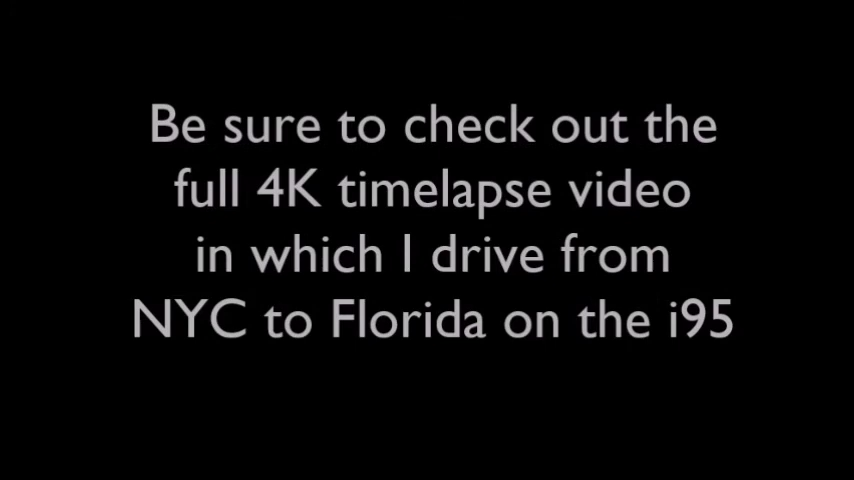 Be sure to check out the
full 4K timelapse video
in which I drive from
NYC to Florida on the i95